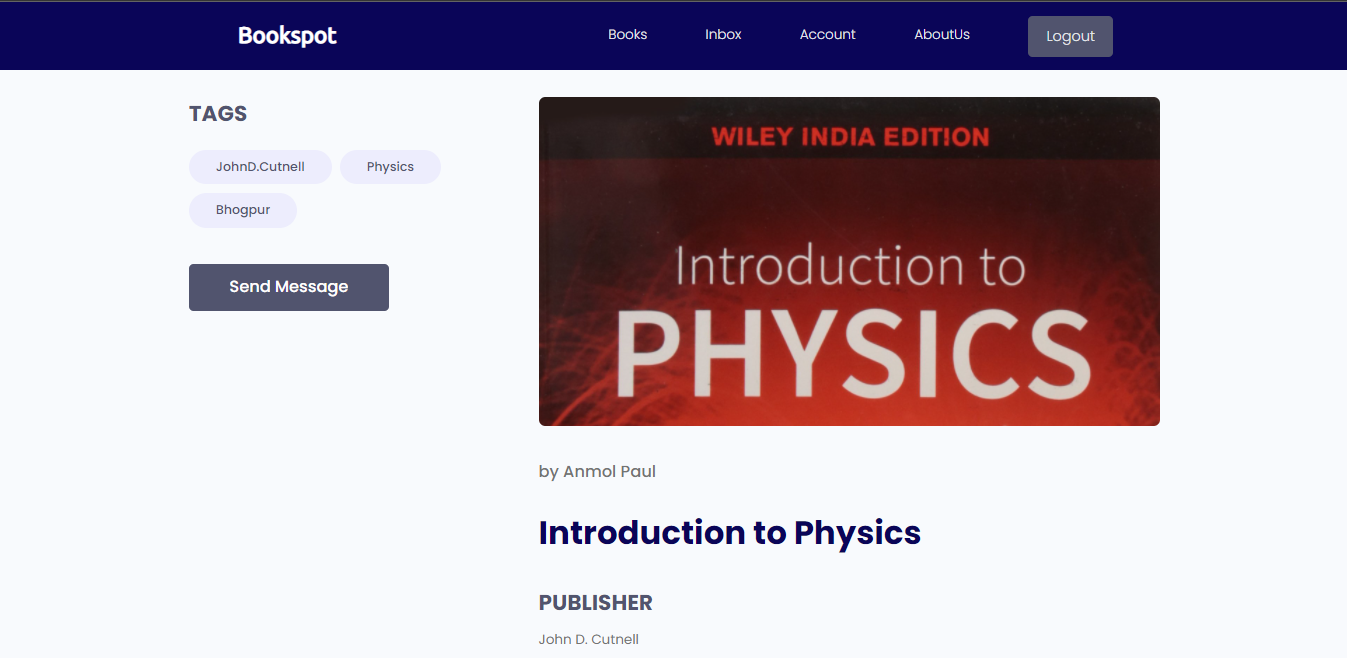 Bookspot
Books Inbox Account AboutUs Logout
TAGS
JohnD.Cutnell Physics
Bhogpur
Send Message
WILEY INDIA EDITION
Introduction to
PHYSICS
by Anmol Paul
Introduction to Physics
PUBLISHER
John D. Cutnell